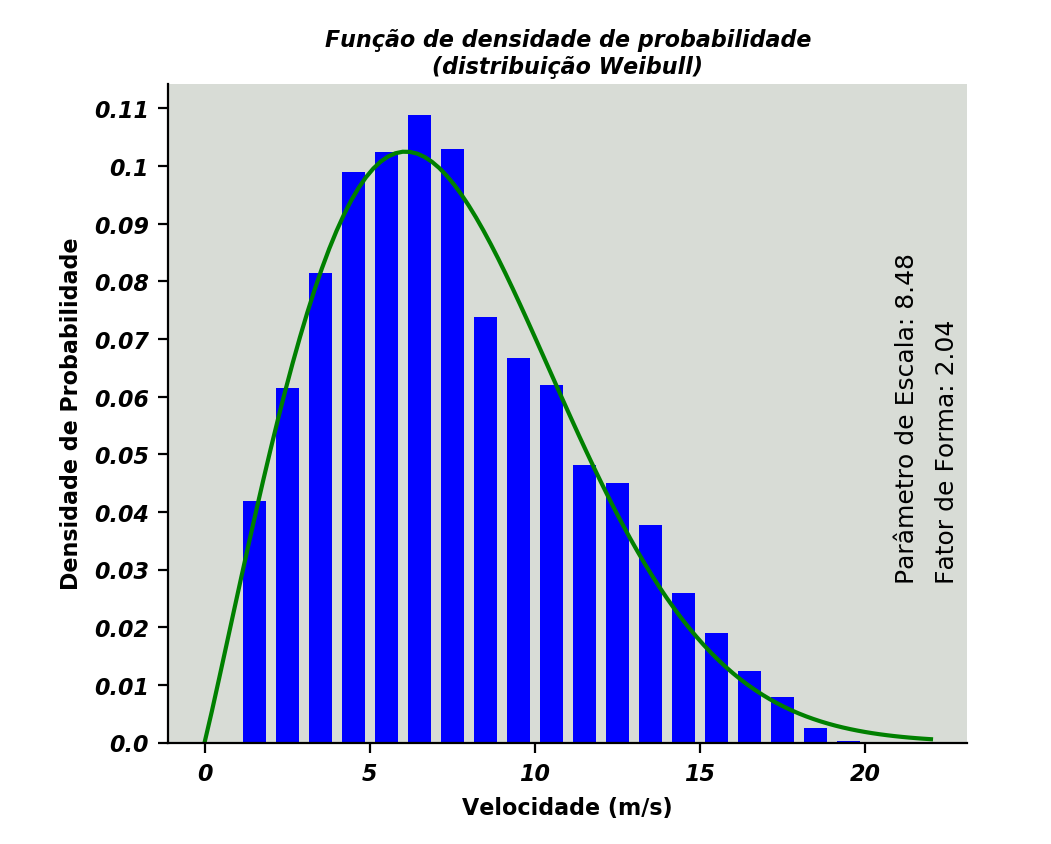 Função de densidade de probabilidade
(distribuição Weibull)
Densidade de Probabilidade
0.11
0.1
0.09
0.08
0.07
0.06
0.05
0.04
0.03
0.02
0.01
0.0
Parâmetro de Escala: 8.48
Fator de Forma: 2.04
0
5
10
15
20
Velocidade (m/s)